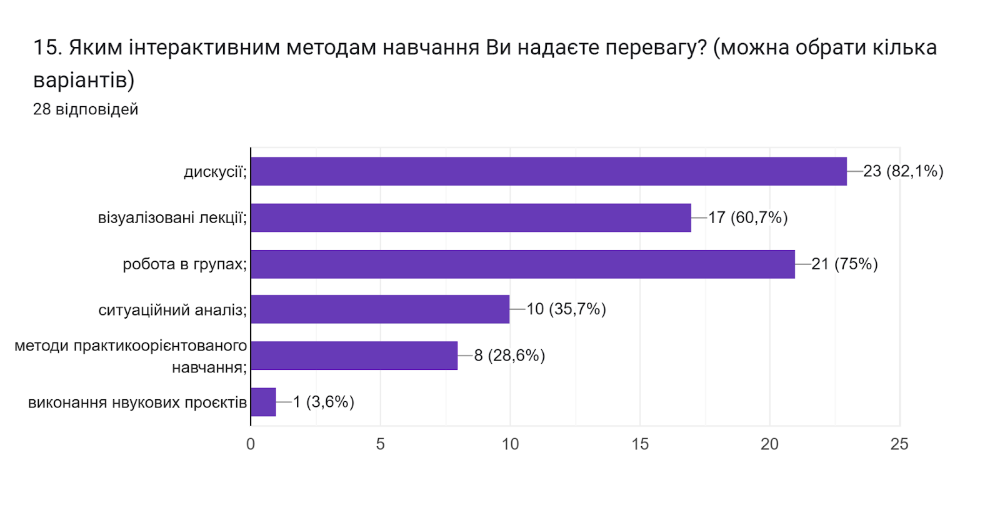 15. Яким інтерактивним методам навчання Ви надаєте перевагу? (можна обрати кілька
варіантів)
28 відповідей
дискусії;
23 (82,1%)
візуалізовані лекції;
17 (60,7%)
робота в групах;
21 (75%)
ситуаційний аналіз;
10 (35,7%)
методи практикоорієнтованого
навчання;
8 (28,6%)
виконання нвукових проєктів
1 (3,6%)
0 5 10 15 20 25